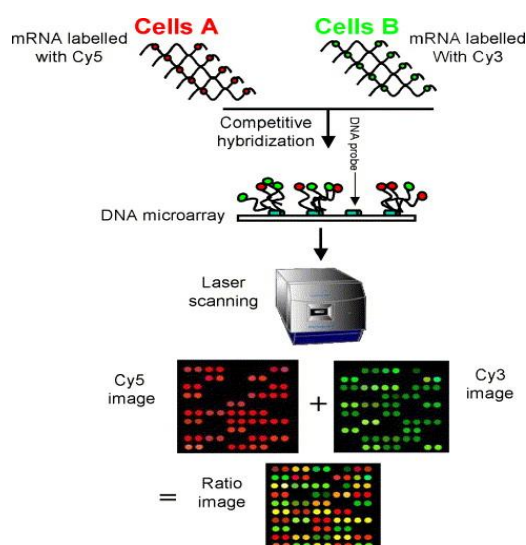 Cells A
Cells B
mRNA labelled
with Cy5
mRNA labelled
With Cy3
Competitive
hybridization
DNA probe
DNA microarray
Laser
scanning
Cy5
image
+
Cy3
image
=
Ratio
image